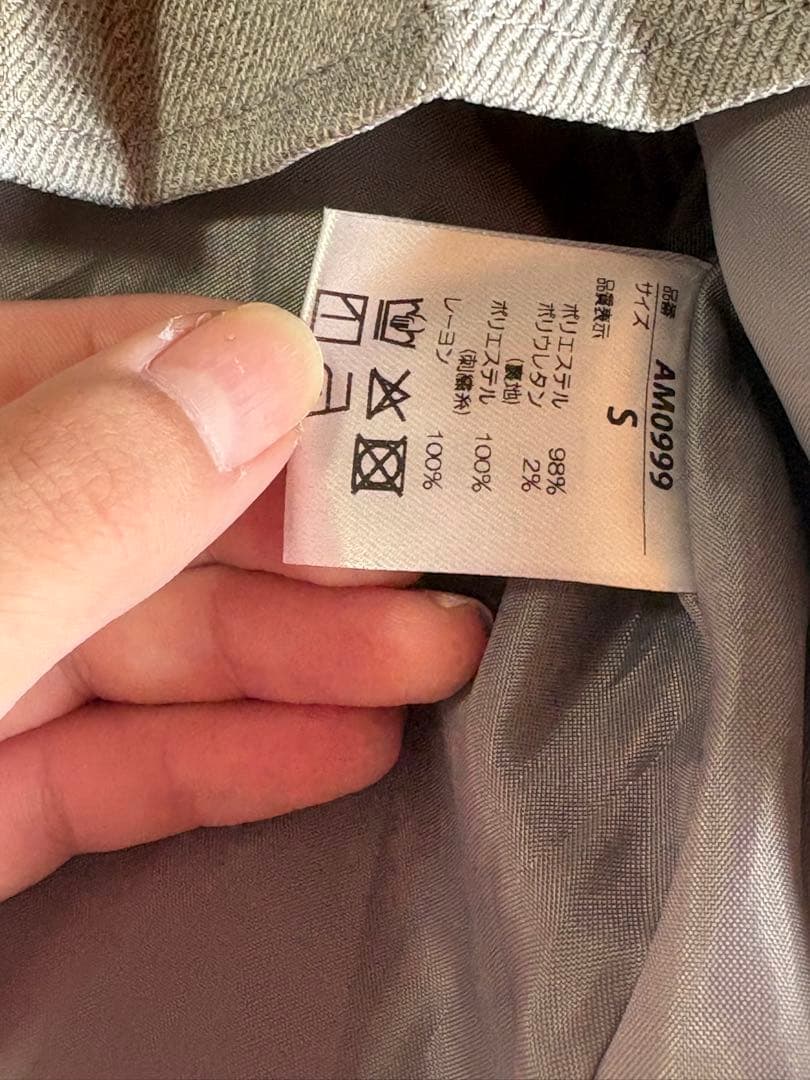 品番 AM0999
サイズ S
品質表示
ポリエステル 98%
ポリウレタン 2%
(裏地)
ポリエステル 100%
(刺繍糸)
レーヨン 100%